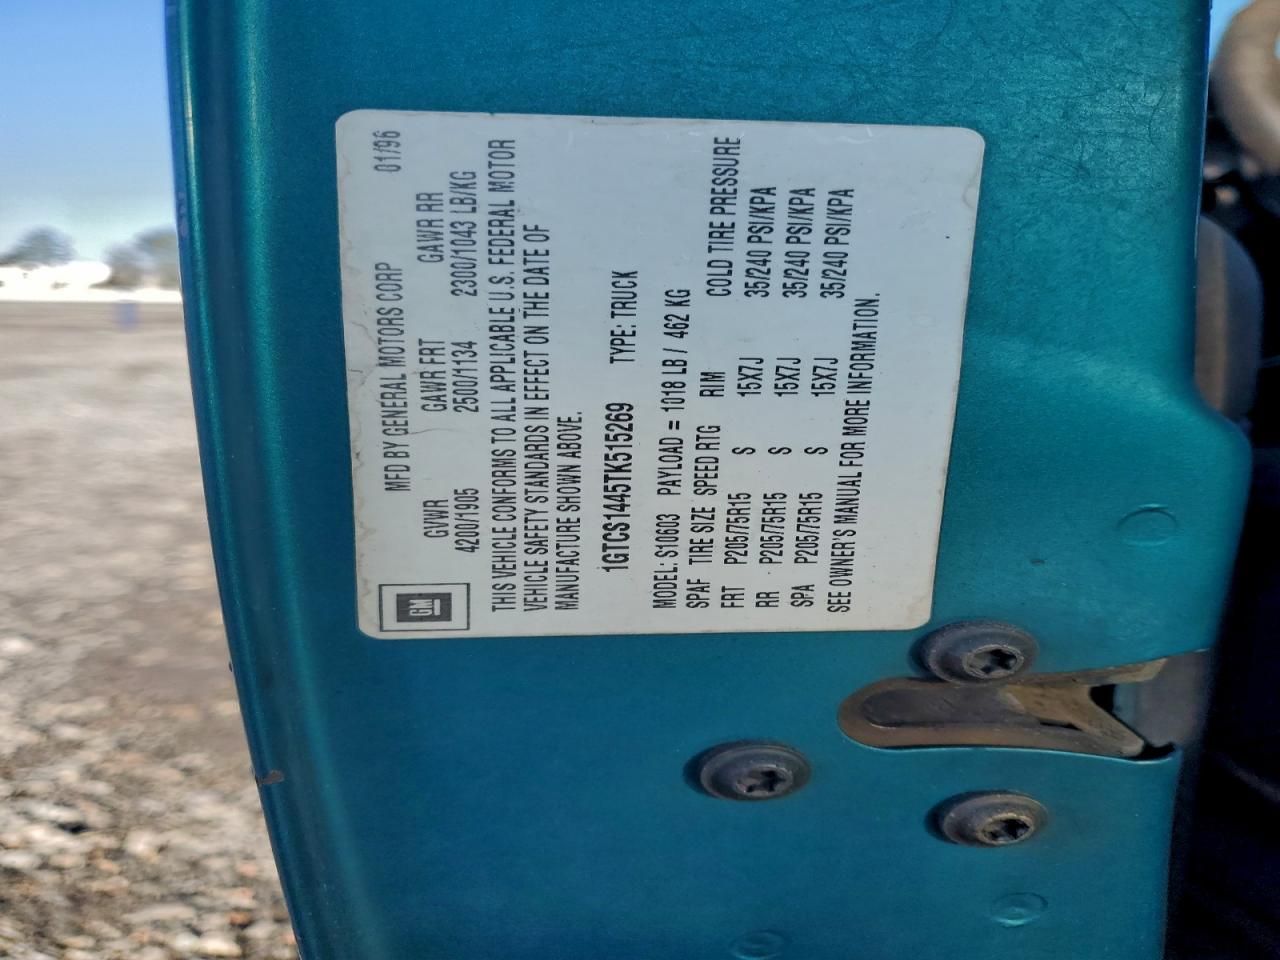 MFD BY GENERAL MOTORS CORP 01/96
GVWR GAWR FRT GAWR RR
4200/1905 2500/1134 2300/1043 LB/KG
THIS VEHICLE CONFORMS TO ALL APPLICABLE U.S. FEDERAL MOTOR
VEHICLE SAFETY STANDARDS IN EFFECT ON THE DATE OF
MANUFACTURE SHOWN ABOVE.
1GTCS1445TK515269 TYPE: TRUCK
MODEL: S10603 PAYLOAD = 1018 LB / 462 KG
SPAF TIRE SIZE SPEED RTG RIM COLD TIRE PRESSURE
FRT P205/75R15 S 15X7J 35/240 PSI/KPA
RR P205/75R15 S 15X7J 35/240 PSI/KPA
SPA P205/75R15 S 15X7J 35/240 PSI/KPA
SEE OWNER'S MANUAL FOR MORE INFORMATION.
GM